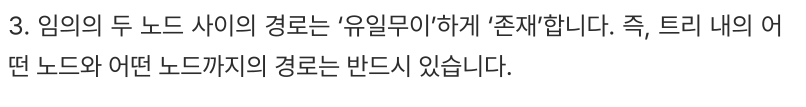 3. 임의의 두 노드 사이의 경로는 ‘유일무이’하게 ‘존재’합니다. 즉, 트리 내의 어
떤 노드와 어떤 노드까지의 경로는 반드시 있습니다.